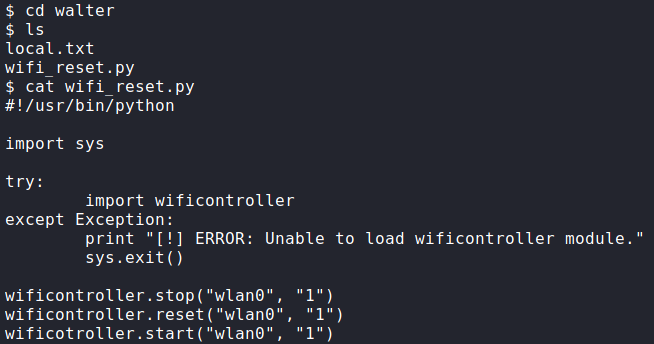 $ cd walter
$ ls
local.txt
wifi_reset.py
$ cat wifi_reset.py
#!/usr/bin/python

import sys

try:
        import wificontroller
except Exception:
        print "[!] ERROR: Unable to load wificontroller module."
        sys.exit()

wificontroller.stop("wlan0", "1")
wificontroller.reset("wlan0", "1")
wificotroller.start("wlan0", "1")